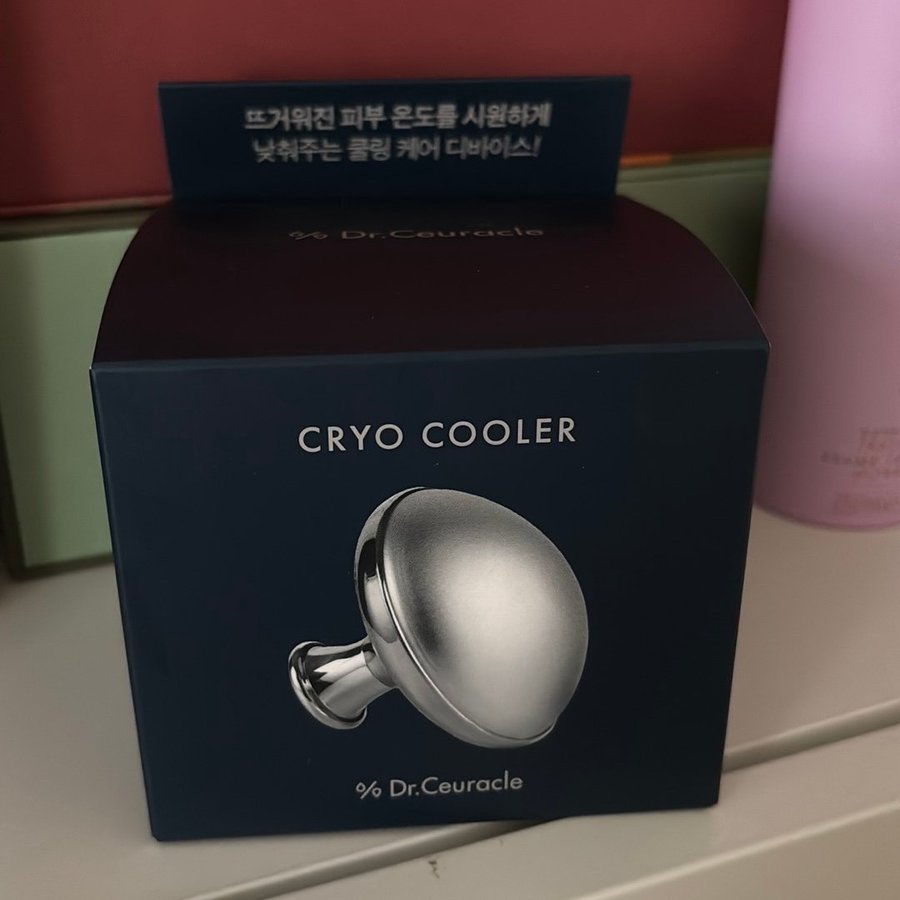 뜨거워진 피부 온도를 시원하게
낮춰주는 쿨링 케어 디바이스!
% Dr.Ceuracle
CRYO COOLER
% Dr.Ceuracle